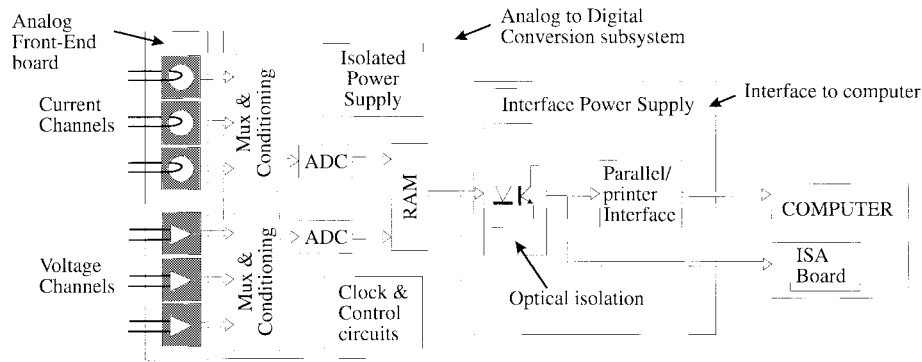 Analog
Front-End
board
Analog to Digital
Conversion subsystem
Isolated
Power
Supply
Interface Power Supply
Interface to computer
Current
Channels
Mux &
Conditioning
ADC
RAM
Parallel/
printer
Interface
COMPUTER
Voltage
Channels
Mux &
Conditioning
ADC
Clock &
Control
circuits
Optical isolation
ISA
Board